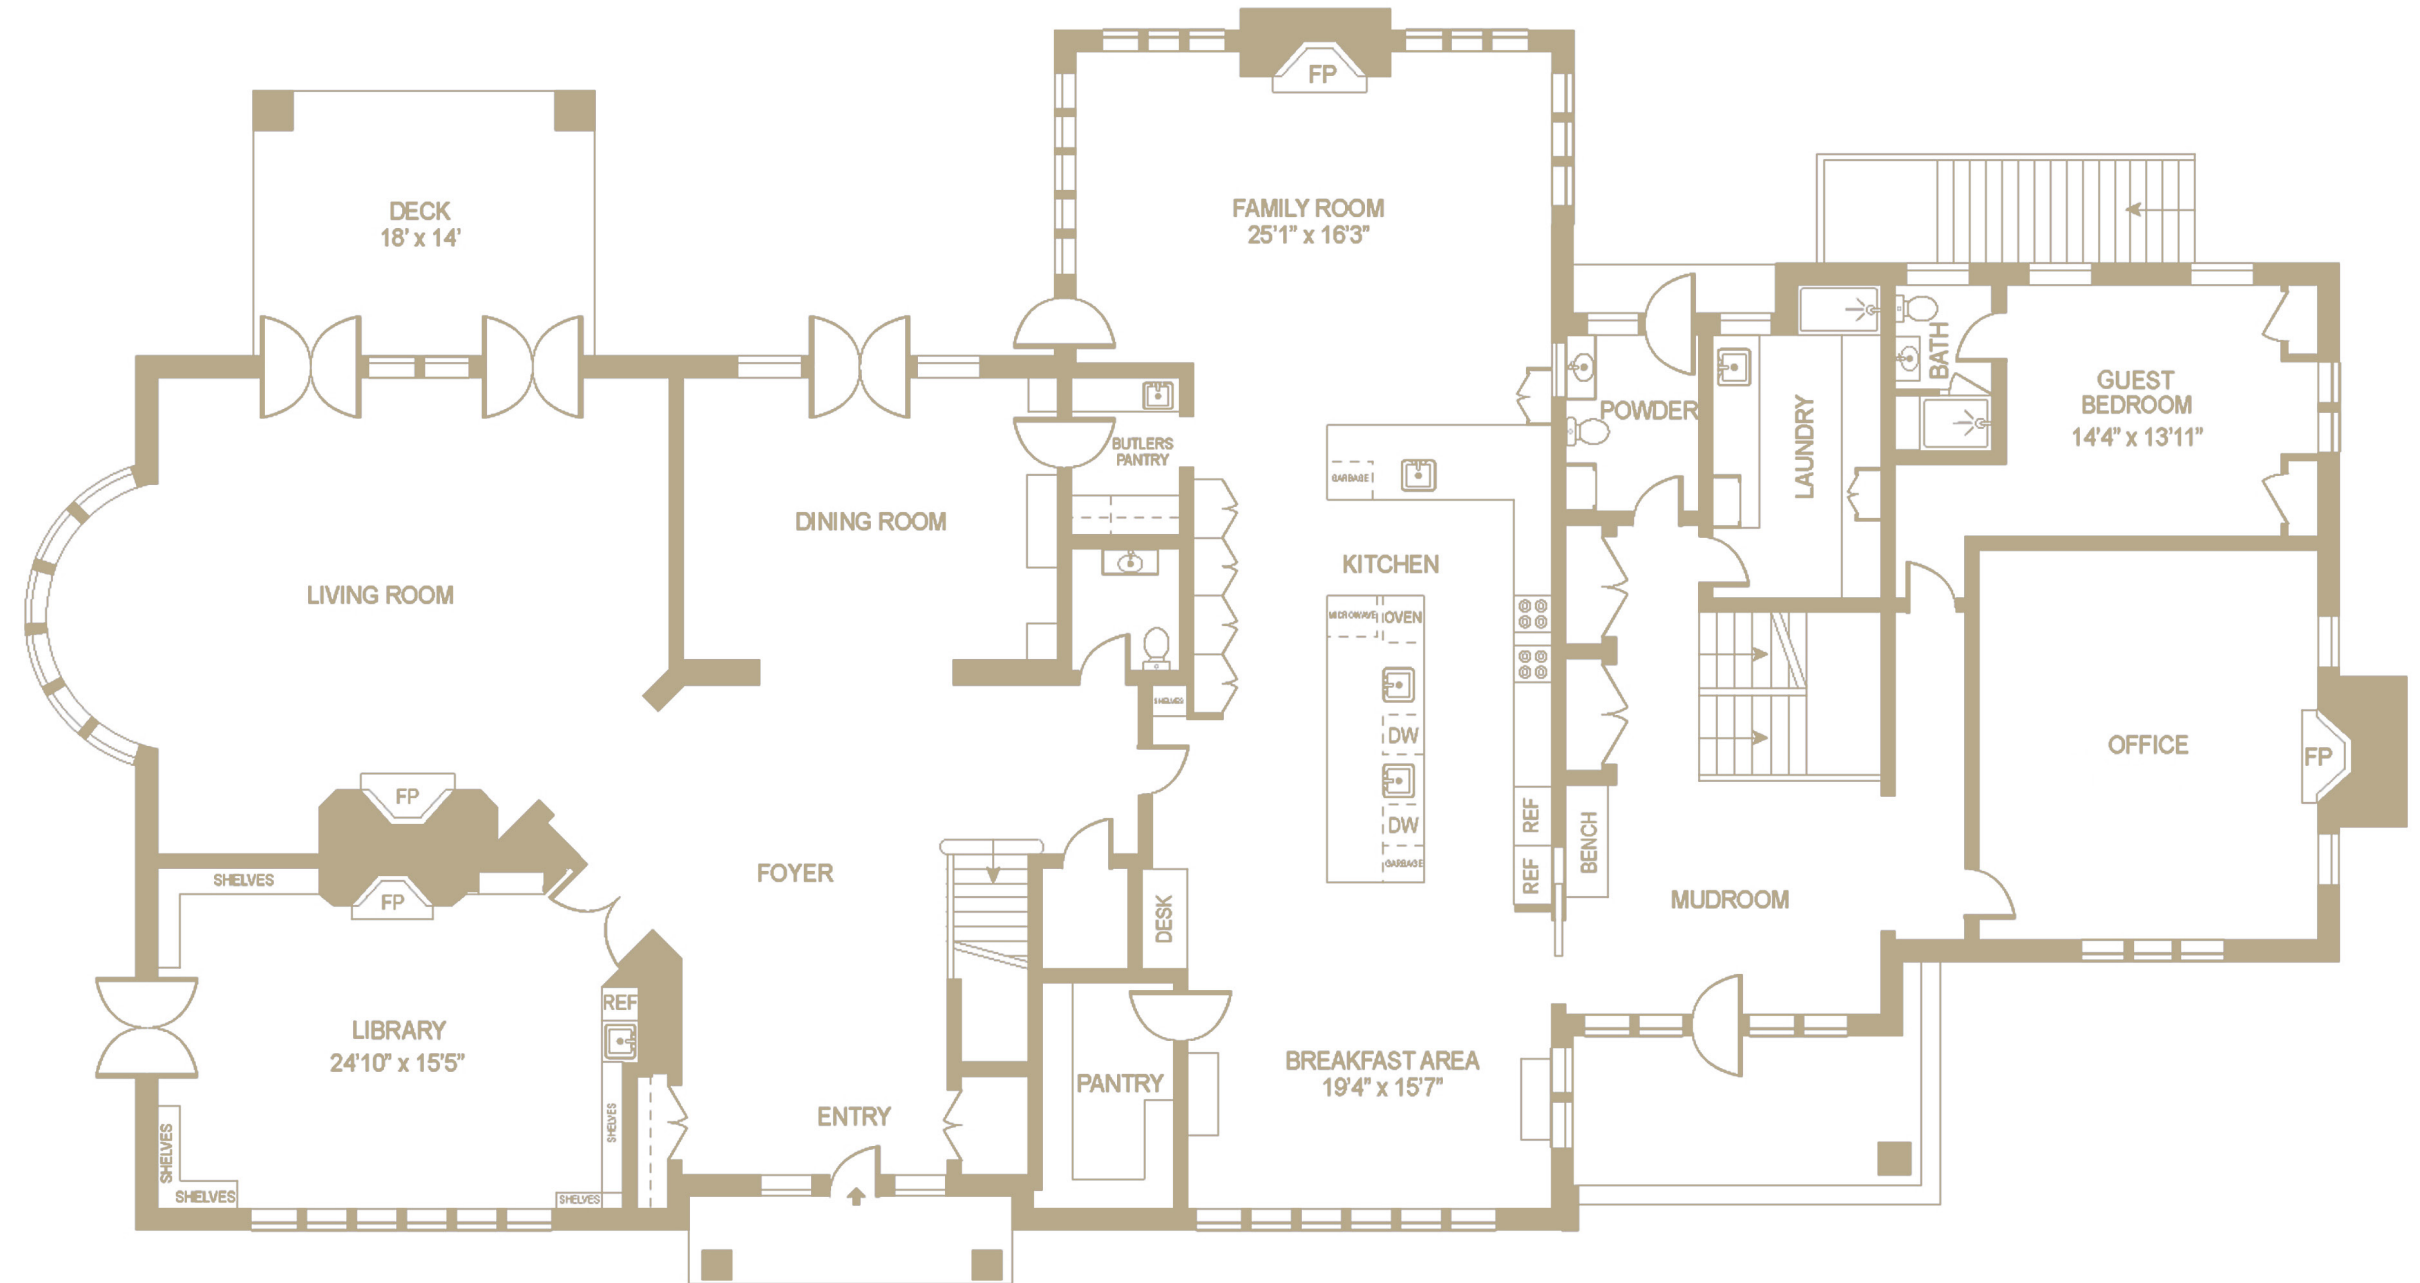 FP
DECK
18' x 14'
FAMILY ROOM
25'1" x 16'3"
BATH
GUEST
BEDROOM
14'4" x 13'11"
POWDER
LAUNDRY
BUTLERS
PANTRY
GARBAGE
DINING ROOM
KITCHEN
LIVING ROOM
MICROWAVE
OVEN
SHELVES
DW
OFFICE
FP
FP
REF
DW
BENCH
GARBAGE
REF
SHELVES
FOYER
FP
MUDROOM
DESK
REF
LIBRARY
24'10" x 15'5"
BREAKFAST AREA
19'4" x 15'7"
PANTRY
ENTRY
SHELVES
SHELVES
SHELVES
SHELVES